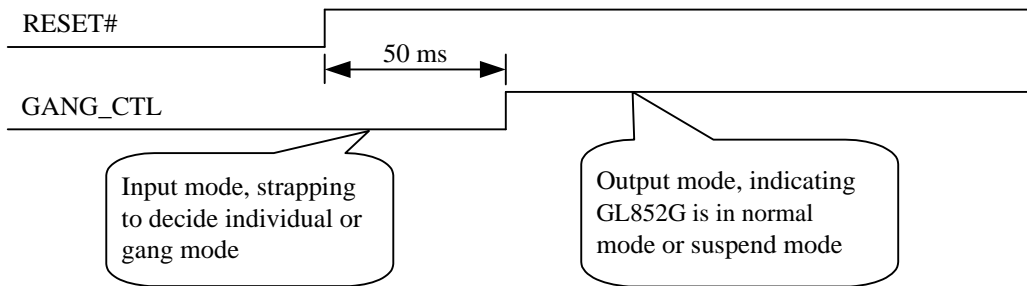 RESET#
50 ms
GANG_CTL
Input mode, strapping
to decide individual or
gang mode
Output mode, indicating
GL852G is in normal
mode or suspend mode